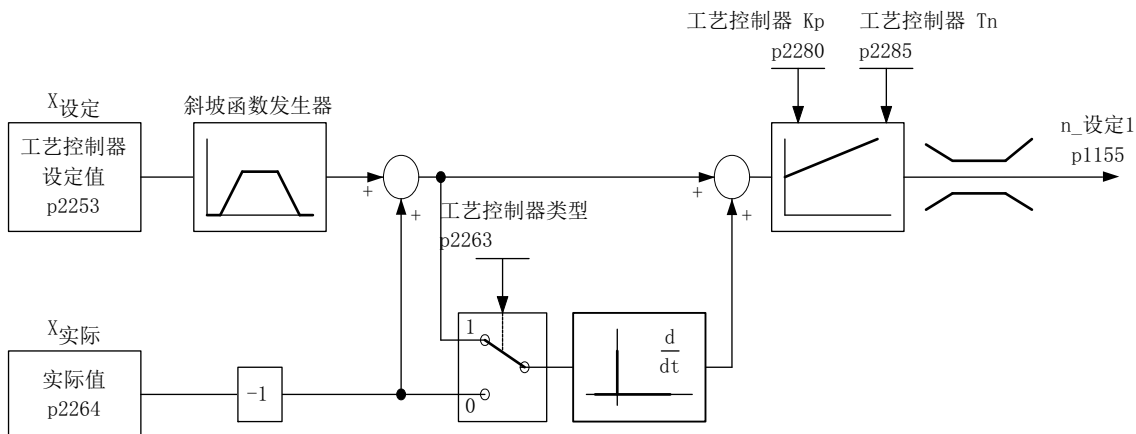 工艺控制器 Kp
p2280
工艺控制器 Tn
p2285
X设定
工艺控制器
设定值
p2253
斜坡函数发生器
n_设定1
p1155
+
+
+
+
工艺控制器类型
p2263
X实际
实际值
p2264
-1
1
0
d
dt